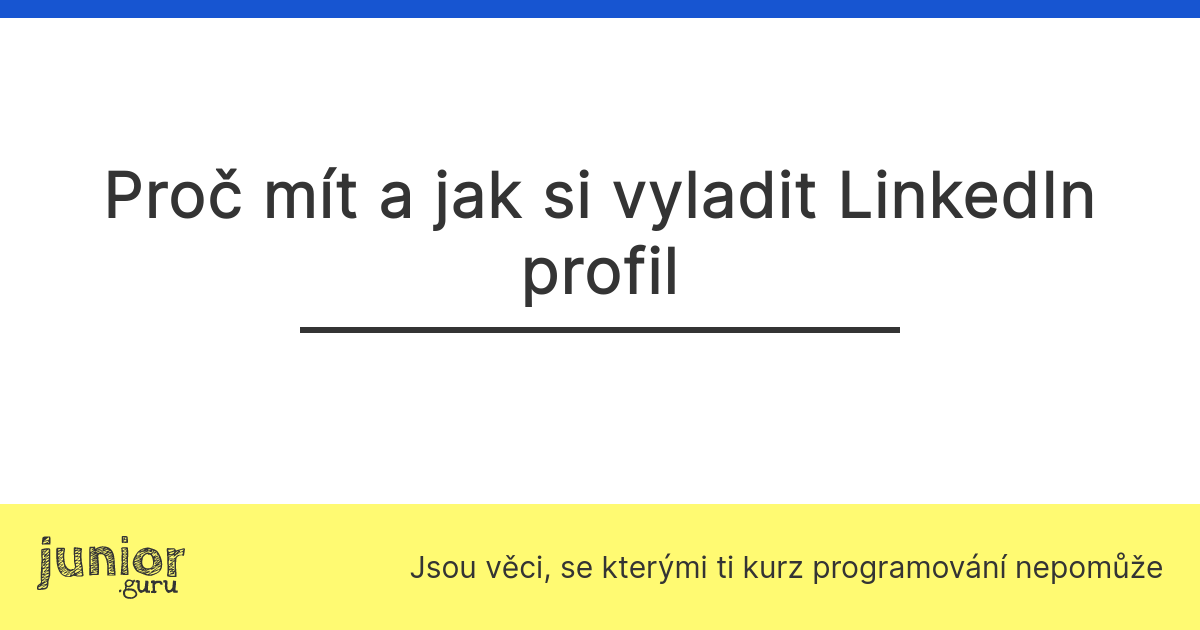 Proč mít a jak si vyladit LinkedIn
profil
junior
.guru
Jsou věci, se kterými ti kurz programování nepomůže